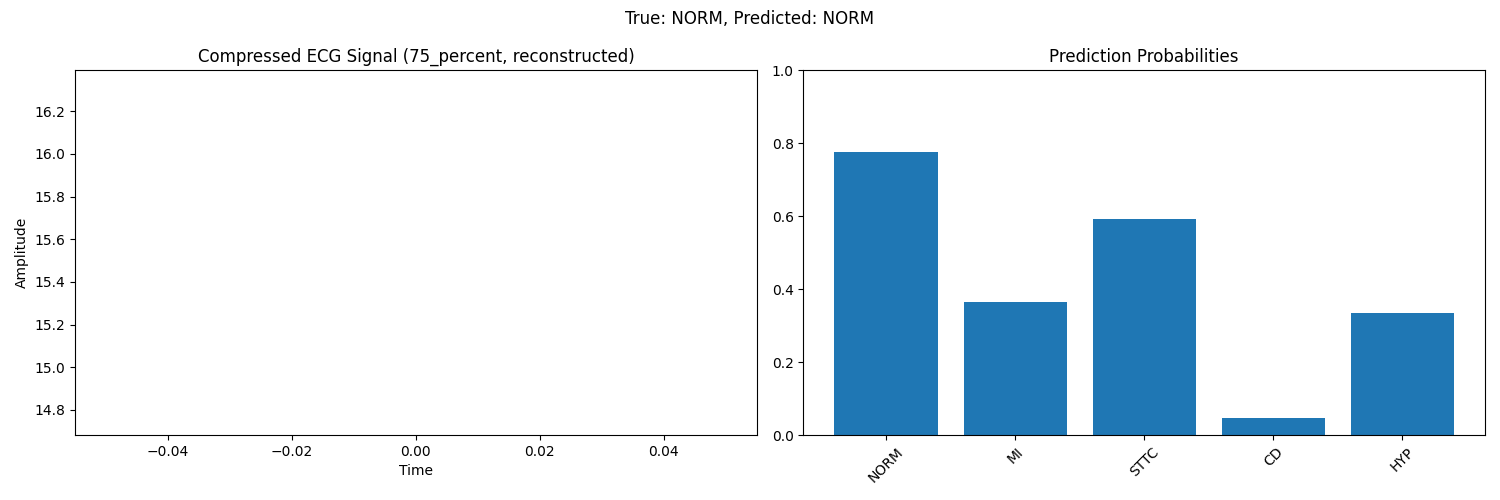 True: NORM, Predicted: NORM
Compressed ECG Signal (75_percent, reconstructed)
16.2
16.0
15.8
15.6
15.4
15.2
15.0
14.8
Amplitude
−0.04
−0.02
0.00
0.02
0.04
Time
Prediction Probabilities
1.0
0.8
0.6
0.4
0.2
0.0
NORM
MI
STTC
CD
HYP